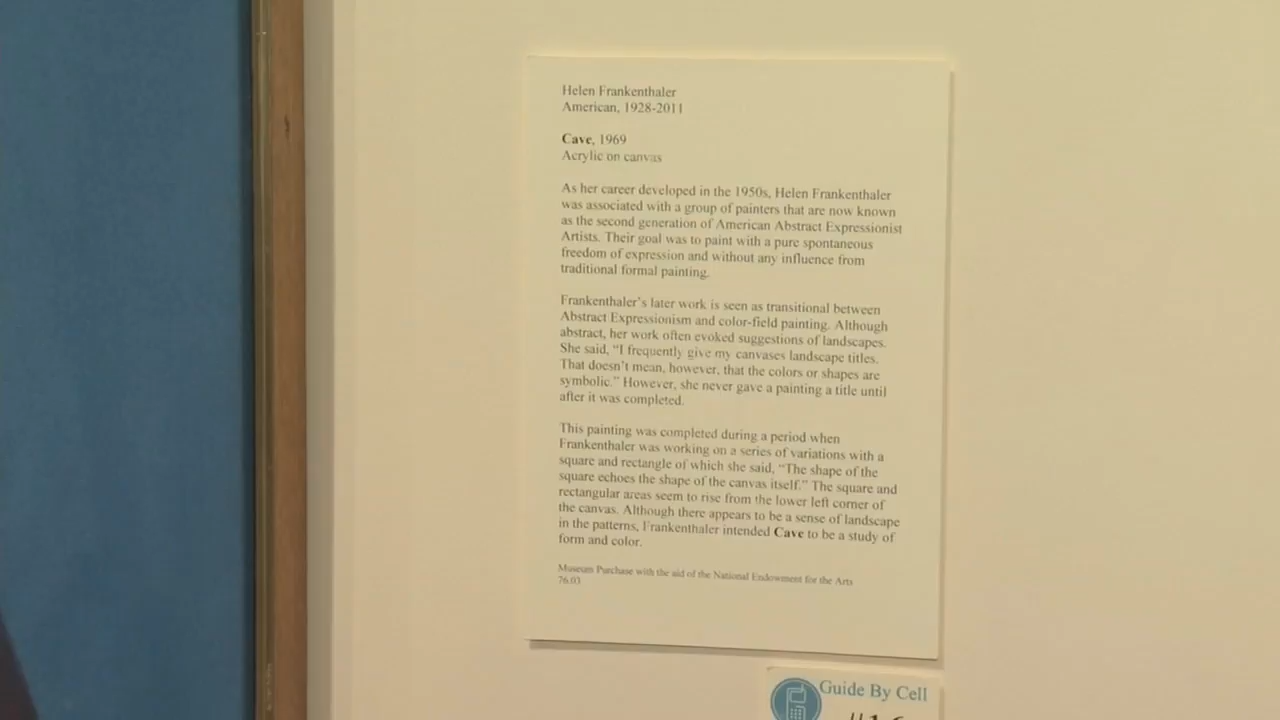 Helen Frankenthaler
American, 1928-2011
Cave, 1969
Acrylic on canvas
As her career developed in the 1950s, Helen Frankenthaler
was associated with a group of painters that are now known
as the second generation of American Abstract Expressionist
Artists. Their goal was to paint with a pure spontaneous
freedom of expression and without any influence from
traditional formal painting.
Frankenthaler's later work is seen as transitional between
Abstract Expressionism and color-field painting. Although
abstract, her work often evoked suggestions of landscapes.
She said, "I frequently give my canvases landscape titles.
That doesn't mean, however, that the colors or shapes are
symbolic." However, she never gave a painting a title until
after it was completed.
This painting was completed during a period when
Frankenthaler was working on a series of variations with a
square and rectangle of which she said, "The shape of the
square echoes the shape of the canvas itself." The square and
rectangular areas seem to rise from the lower left corner of
the canvas. Although there appears to be a sense of landscape
in the patterns, Frankenthaler intended Cave to be a study of
form and color.
Museum Purchase with the aid of the National Endowment for the Arts
76.03
Guide By Cell